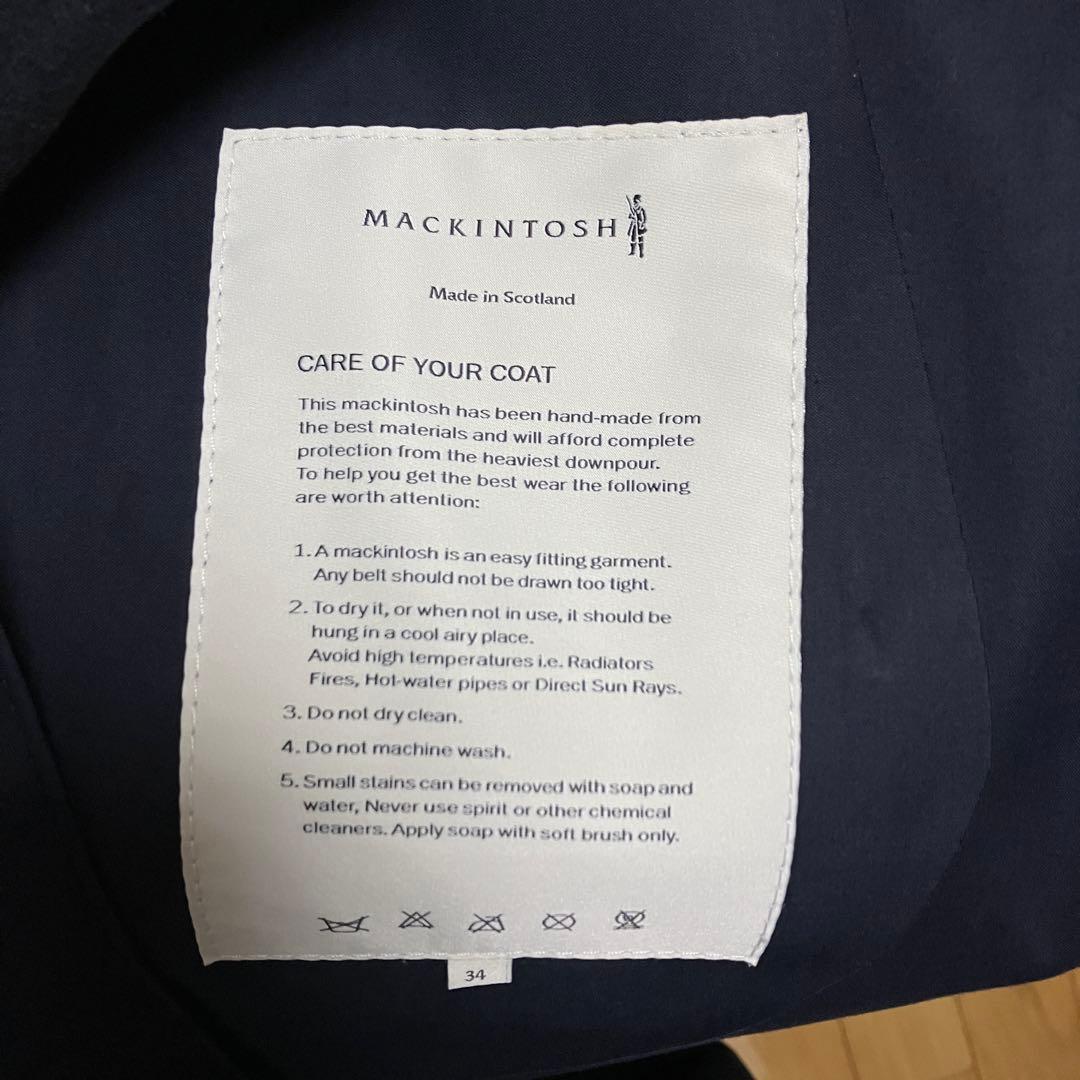 MACKINTOSH
Made in Scotland
CARE OF YOUR COAT
This mackintosh has been hand-made from
the best materials and will afford complete
protection from the heaviest downpour.
To help you get the best wear the following
are worth attention:
1. A mackintosh is an easy fitting garment.
Any belt should not be drawn too tight.
2. To dry it, or when not in use, it should be
hung in a cool airy place.
Avoid high temperatures i.e. Radiators
Fires, Hot-water pipes or Direct Sun Rays.
3. Do not dry clean.
4. Do not machine wash.
5. Small stains can be removed with soap and
water, Never use spirit or other chemical
cleaners. Apply soap with soft brush only.
34